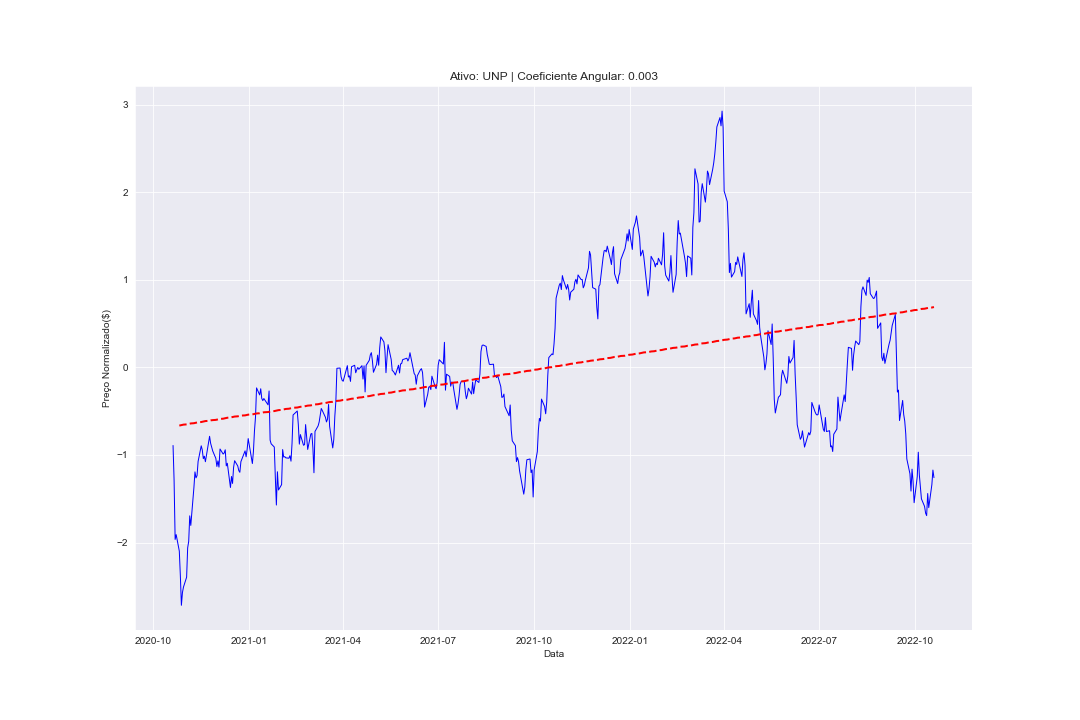 Ativo: UNP | Coeficiente Angular: 0.003
3
2
1
0
−1
−2
Preço Normalizado($)
2020-10 2021-01 2021-04 2021-07 2021-10 2022-01 2022-04 2022-07 2022-10
Data